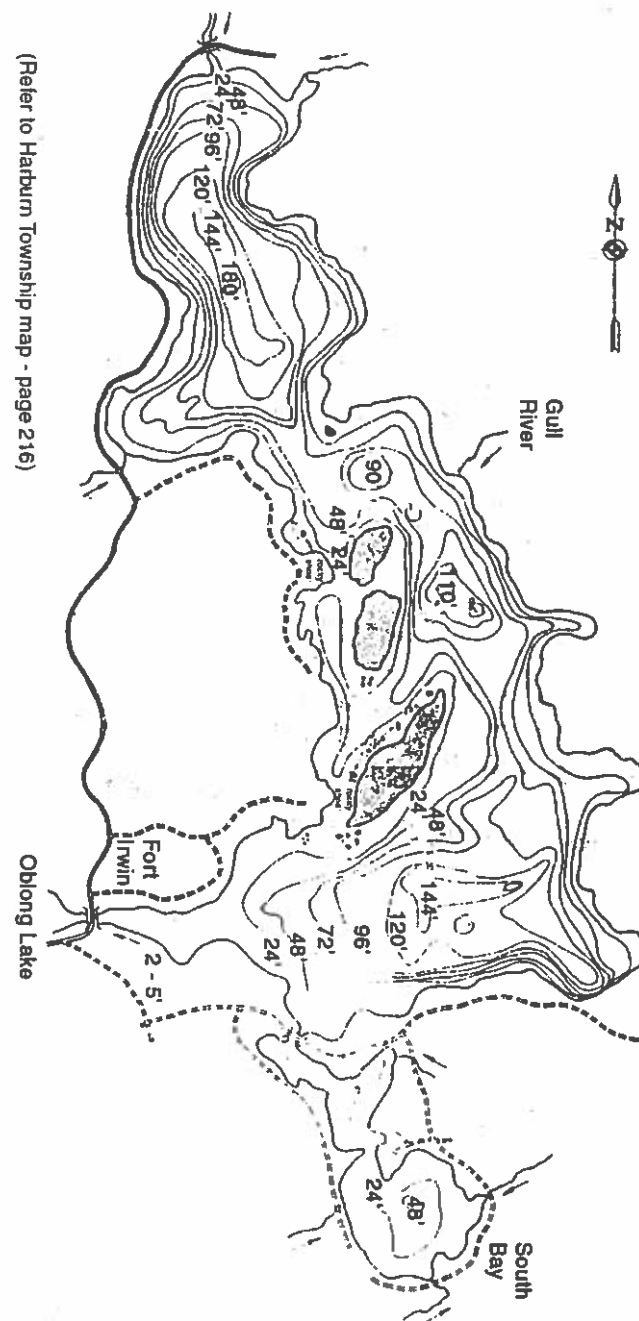 (Refer to Harburn Township map - page 216)
N
24'
48'
72'
96'
120'
144'
180'
Gull
River
90'
48'
24'
110'
24'
48'
144'
120'
96'
72'
48'
24'
Fort
Irwin
2 - 5'
Oblong Lake
24'
48'
South
Bay